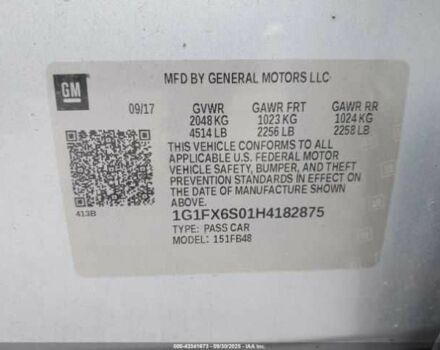 GM
MFD BY GENERAL MOTORS LLC
09/17 GVWR GAWR FRT GAWR RR
2048 KG 1023 KG 1024 KG
4514 LB 2256 LB 2258 LB
THIS VEHICLE CONFORMS TO ALL
APPLICABLE U.S. FEDERAL MOTOR
VEHICLE SAFETY, BUMPER, AND THEFT
PREVENTION STANDARDS IN EFFECT ON
THE DATE OF MANUFACTURE SHOWN
ABOVE.
413B
1G1FX6S01H4182875
TYPE: PASS CAR
MODEL: 1S1FB48